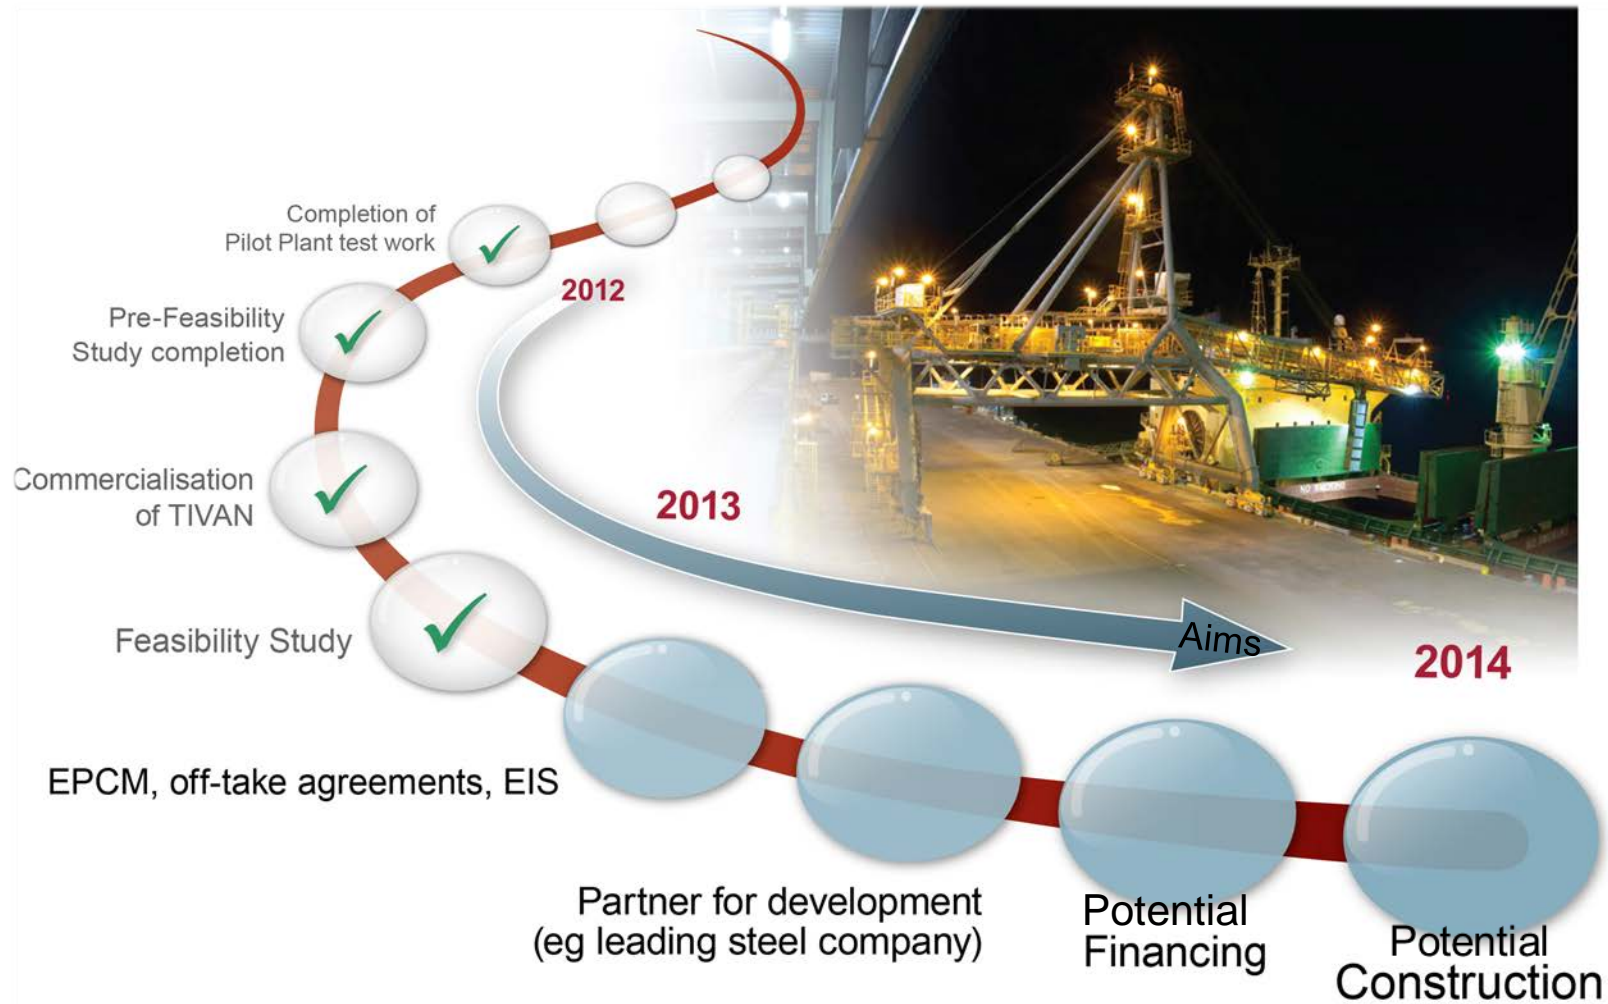 Completion of
Pilot Plant test work
2012
Pre-Feasibility
Study completion
Commercialisation
of TIVAN
2013
Feasibility Study
Aims
2014
EPCM, off-take agreements, EIS
Partner for development
(eg leading steel company)
Potential
Financing
Potential
Construction